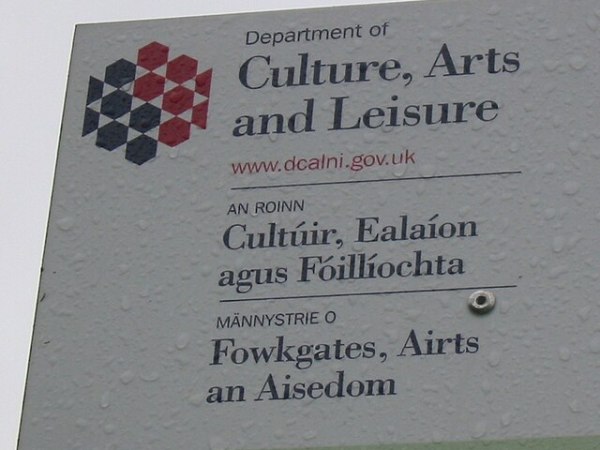 Department of
Culture, Arts
and Leisure
www.dcalni.gov.uk
AN ROINN
Cultúir, Ealaíon
agus Fóillíochta
MÄNNYSTRIE O
Fowkgates, Airts
an Aisedom